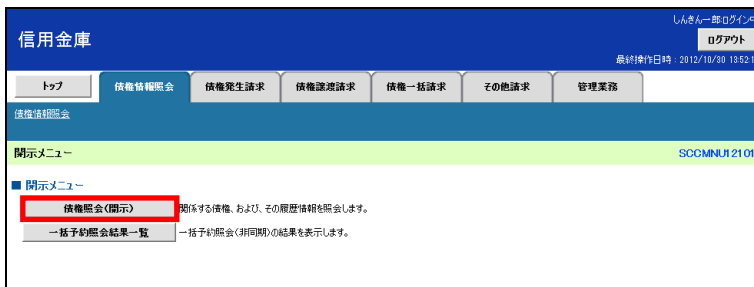 しんきん一郎ログイン中
信用金庫
ログアウト
最終操作日時：2012/10/30 13:52:1
トップ 債権情報照会 債権発生請求 債権譲渡請求 債権一括請求 その他請求 管理業務
債権情報照会
開示メニュー SCCMNU12101
■ 開示メニュー
債権照会（開示） 関係する債権、および、その履歴情報を照会します。
一括予約照会結果一覧 一括予約照会（非同期）の結果を表示します。